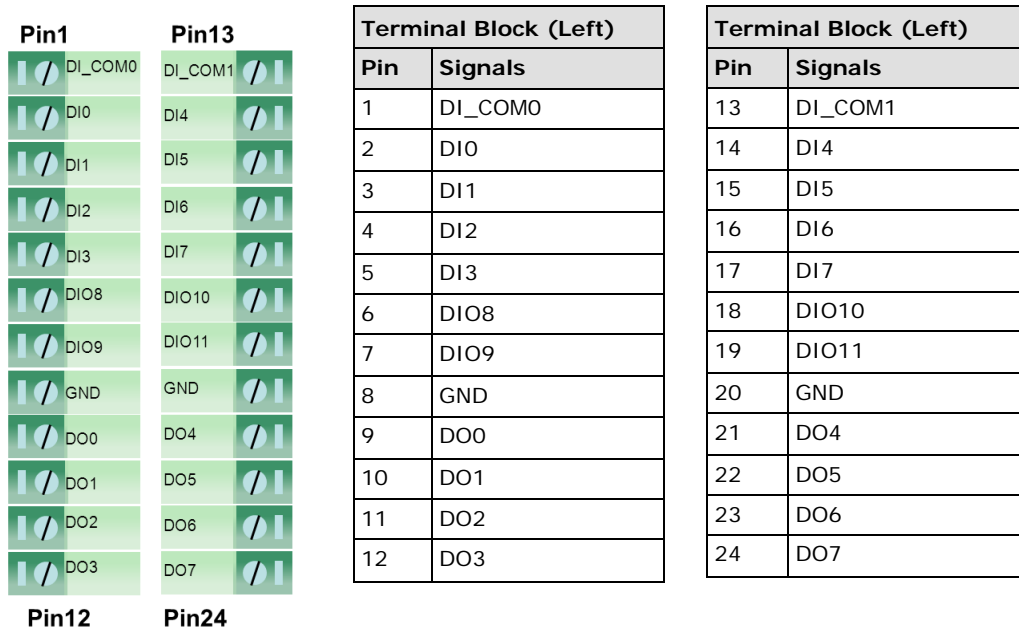 Pin1 Pin13
DI_COM0 DI_COM1
DI0 DI4
DI1 DI5
DI2 DI6
DI3 DI7
DIO8 DIO10
DIO9 DIO11
GND GND
DO0 DO4
DO1 DO5
DO2 DO6
DO3 DO7
Pin12 Pin24
Terminal Block (Left)
Pin Signals
1 DI_COM0
2 DI0
3 DI1
4 DI2
5 DI3
6 DIO8
7 DIO9
8 GND
9 DO0
10 DO1
11 DO2
12 DO3
Terminal Block (Left)
Pin Signals
13 DI_COM1
14 DI4
15 DI5
16 DI6
17 DI7
18 DIO10
19 DIO11
20 GND
21 DO4
22 DO5
23 DO6
24 DO7